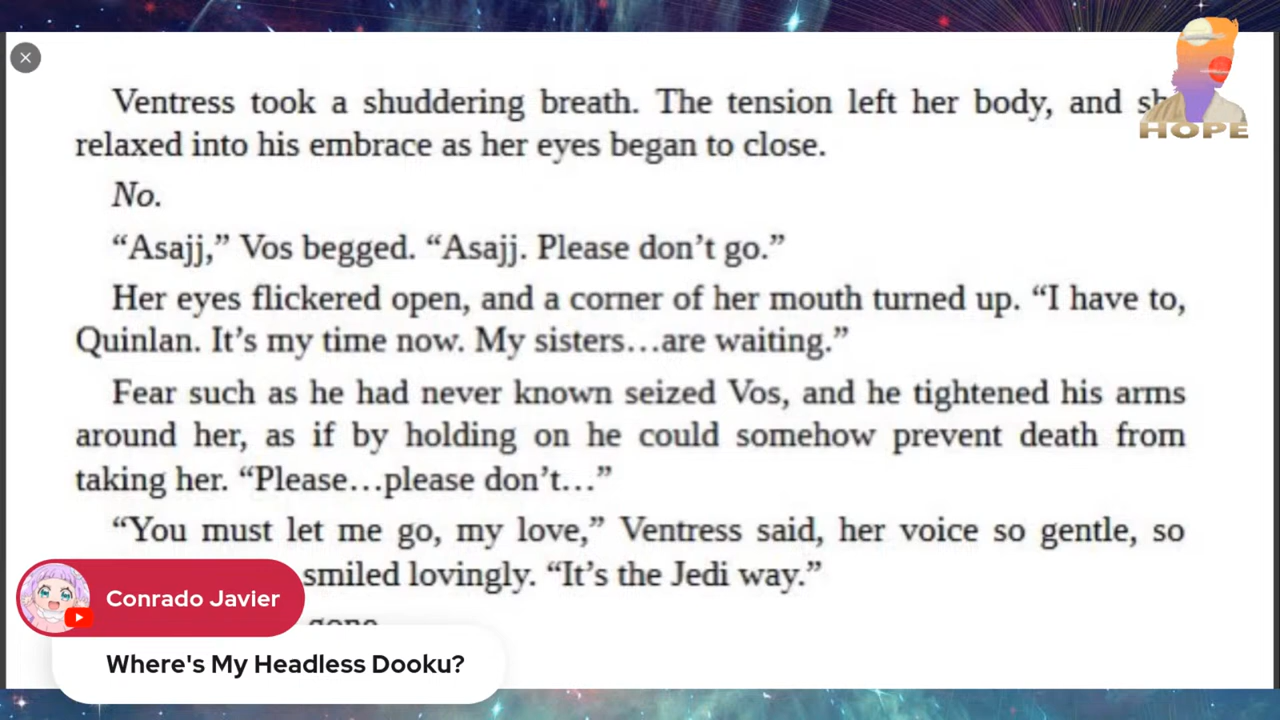 Ventress took a shuddering breath. The tension left her body, and
relaxed into his embrace as her eyes began to close.
No.
“Asajj,” Vos begged. “Asajj. Please don’t go.”
Her eyes flickered open, and a corner of her mouth turned up. “I have to,
Quinlan. It’s my time now. My sisters…are waiting.”
Fear such as he had never known seized Vos, and he tightened his arms
around her, as if by holding on he could somehow prevent death from
taking her. “Please…please don’t…”
“You must let me go, my love,” Ventress said, her voice so gentle, so
smiled lovingly. “It’s the Jedi way.”
gone
HOPE
Conrado Javier
Where's My Headless Dooku?